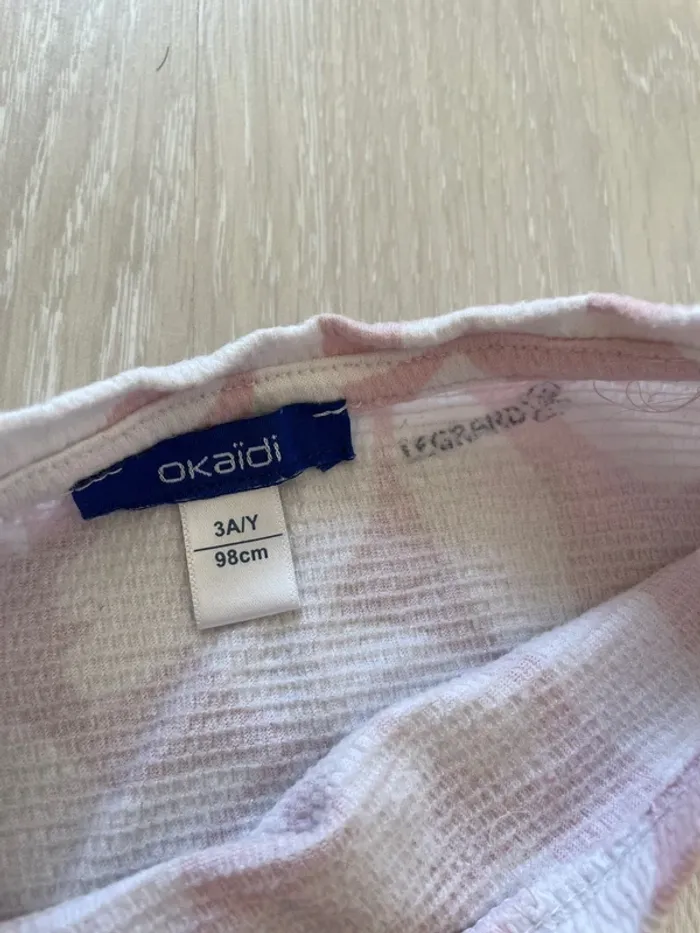 okaïdi
3A/Y
98cm
LEGRAND